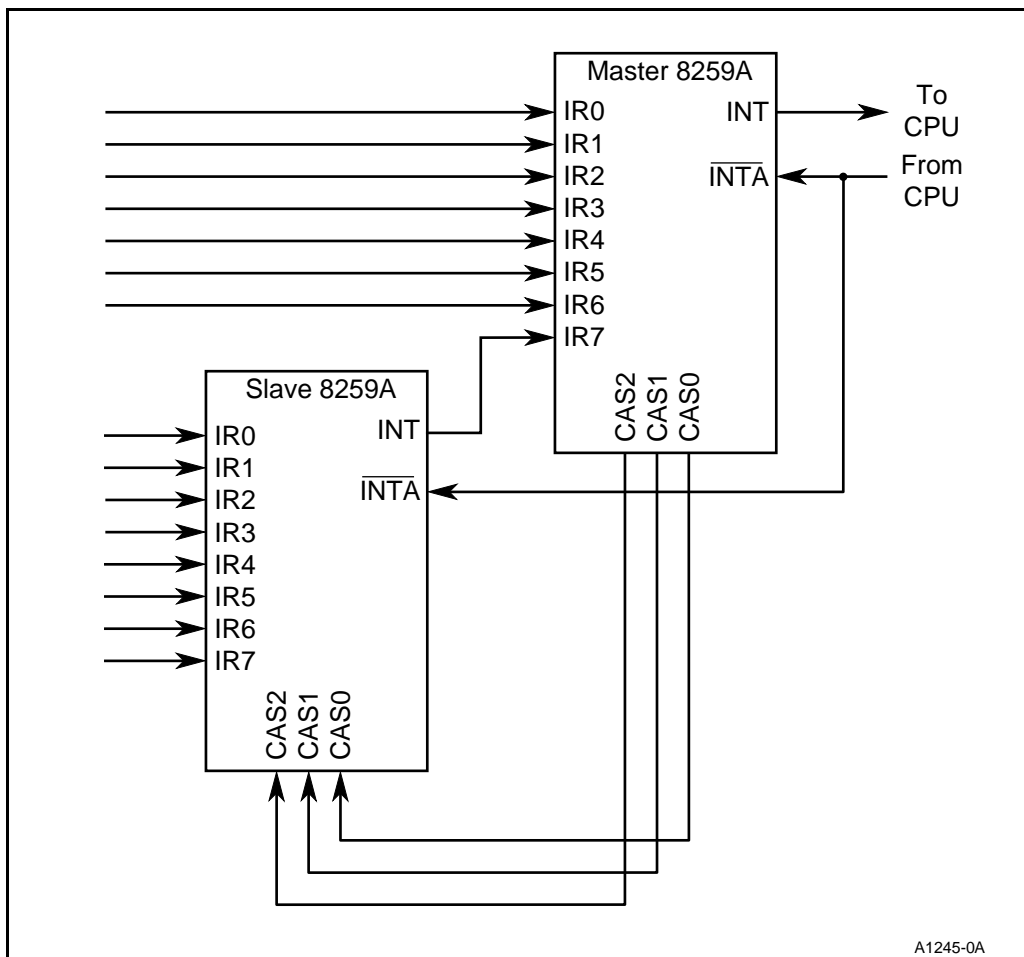 Master 8259A
IR0
IR1
IR2
IR3
IR4
IR5
IR6
IR7
INT
INTA
To
CPU
From
CPU
CAS2
CAS1
CAS0
Slave 8259A
IR0
IR1
IR2
IR3
IR4
IR5
IR6
IR7
INT
INTA
CAS2
CAS1
CAS0
A1245-0A